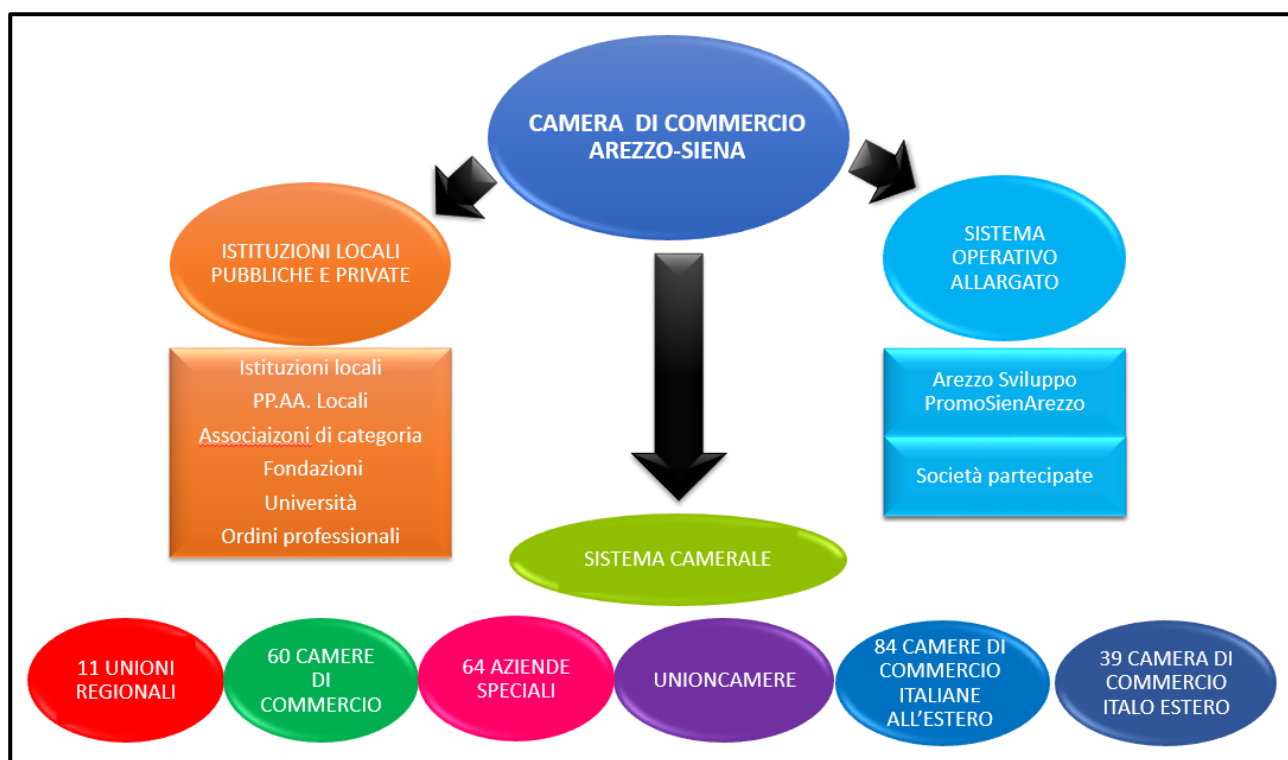 CAMERA DI COMMERCIO
AREZZO-SIENA
ISTITUZIONI LOCALI
PUBBLICHE E PRIVATE
Istituzioni locali
PP.AA. Locali
Associaizoni di categoria
Fondazioni
Università
Ordini professionali
SISTEMA
OPERATIVO
ALLARGATO
Arezzo Sviluppo
PromoSienArezzo
Società partecipate
SISTEMA CAMERALE
11 UNIONI
REGIONALI
60 CAMERE
DI
COMMERCIO
64 AZIENDE
SPECIALI
UNIONCAMERE
84 CAMERE DI
COMMERCIO
ITALIANE
ALL'ESTERO
39 CAMERA DI
COMMERCIO
ITALO ESTERO